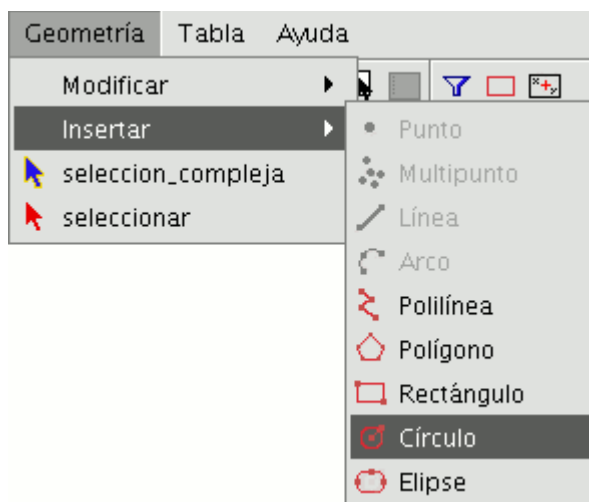 Geometría Tabla Ayuda
Modificar
Insertar
seleccion_compleja
seleccionar
Punto
Multipunto
Línea
Arco
Polilínea
Polígono
Rectángulo
Círculo
Elipse